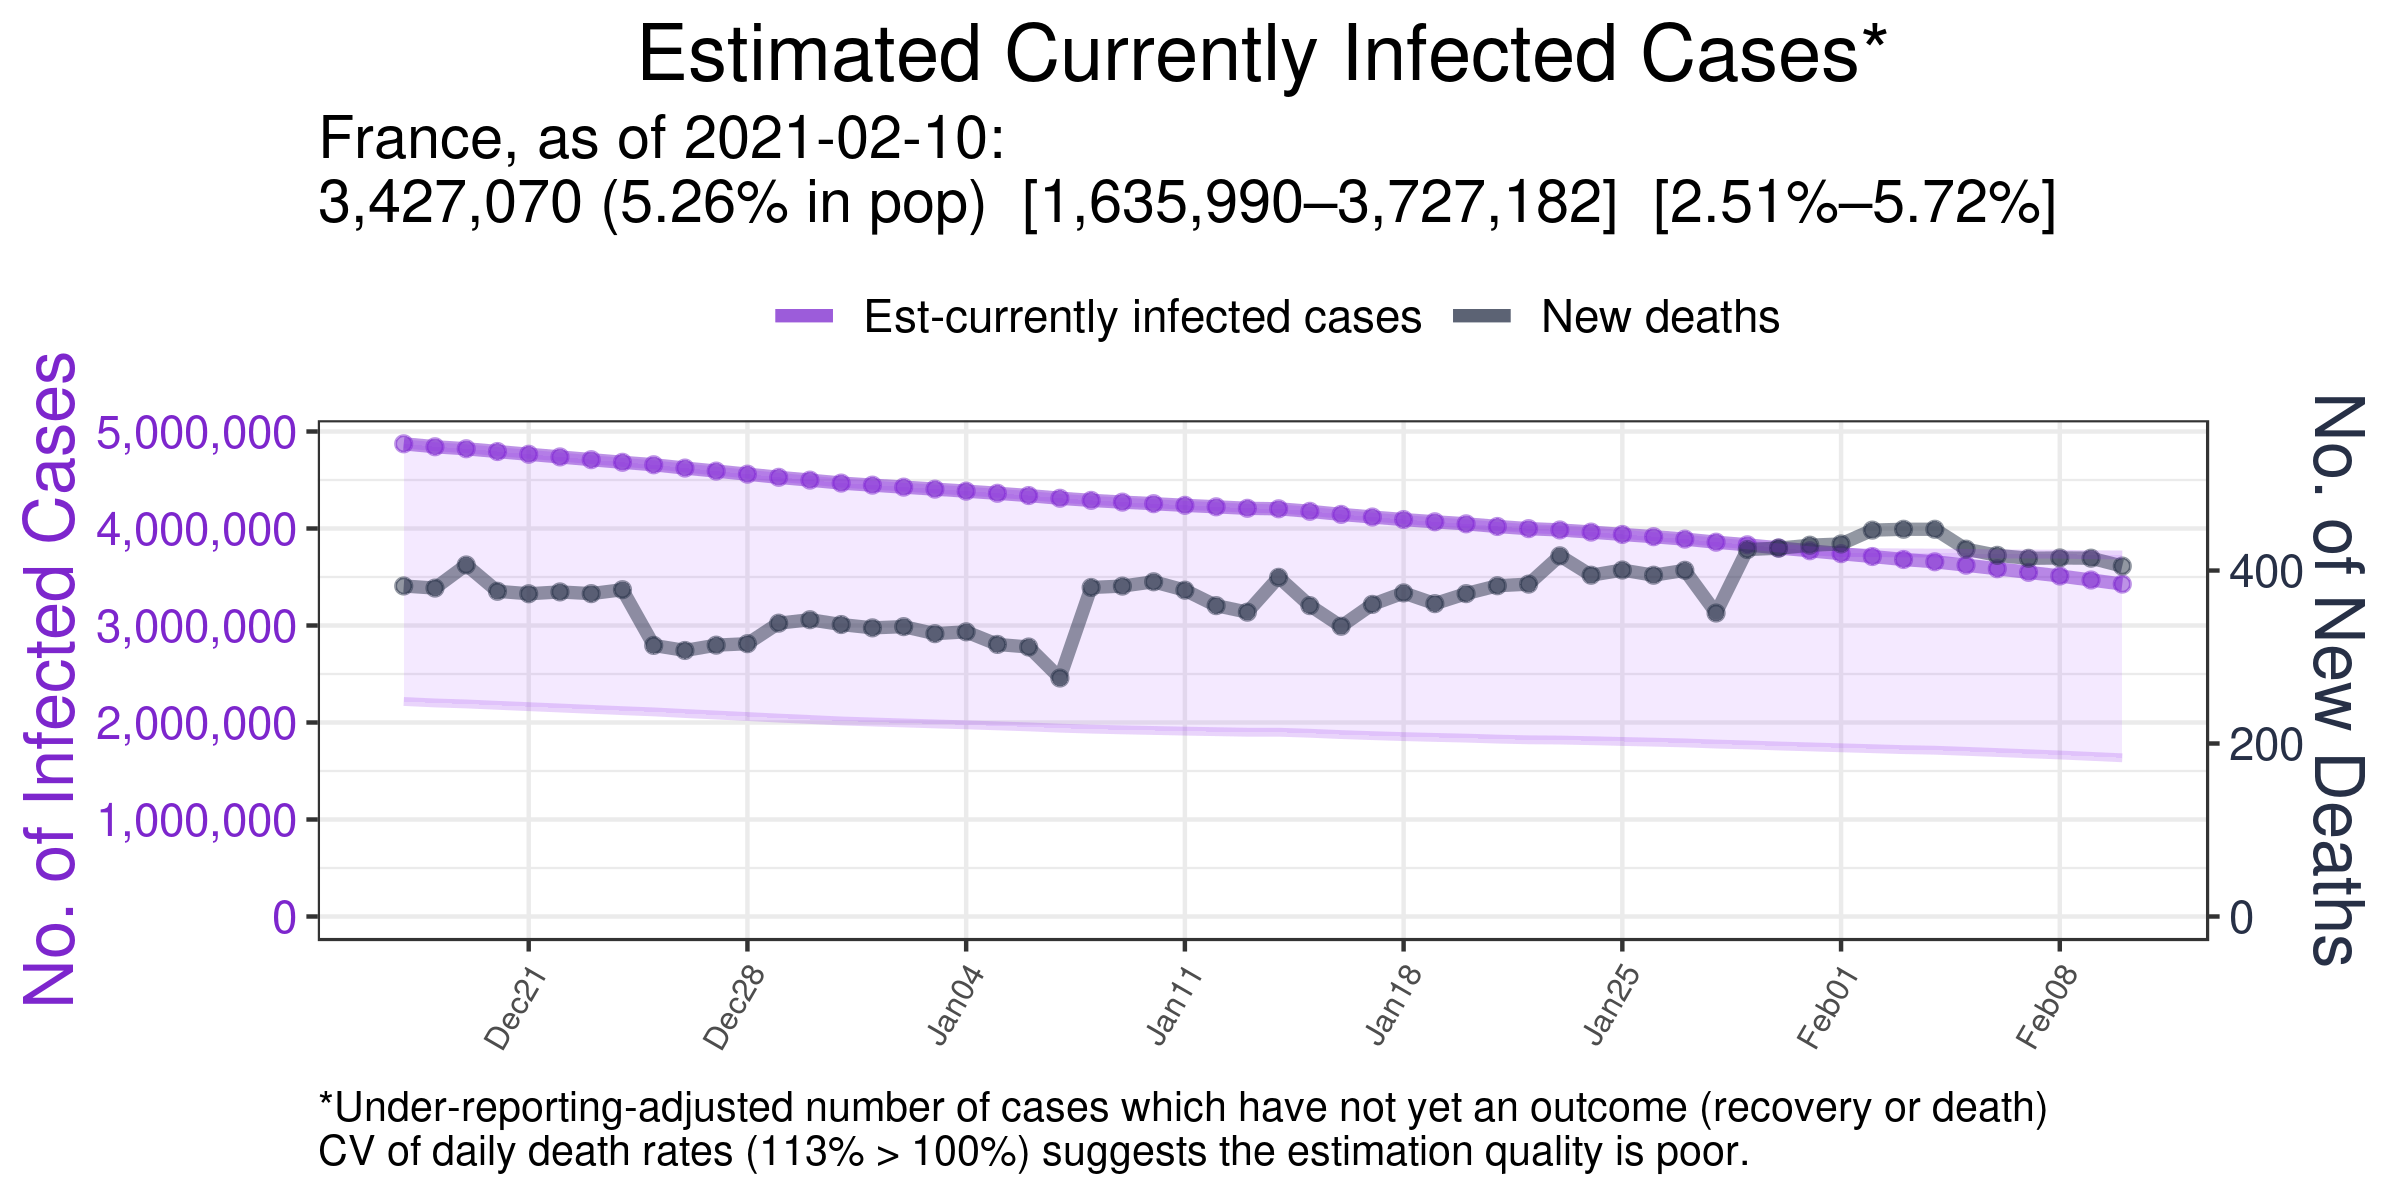 Estimated Currently Infected Cases*
France, as of 2021-02-10:
3,427,070 (5.26% in pop)  [1,635,990–3,727,182]  [2.51%–5.72%]
Est-currently infected cases
New deaths
No. of Infected Cases
5,000,000
4,000,000
3,000,000
2,000,000
1,000,000
0
No. of New Deaths
400
200
0
Dec21
Dec28
Jan04
Jan11
Jan18
Jan25
Feb01
Feb08
*Under-reporting-adjusted number of cases which have not yet an outcome (recovery or death)
CV of daily death rates (113% > 100%) suggests the estimation quality is poor.